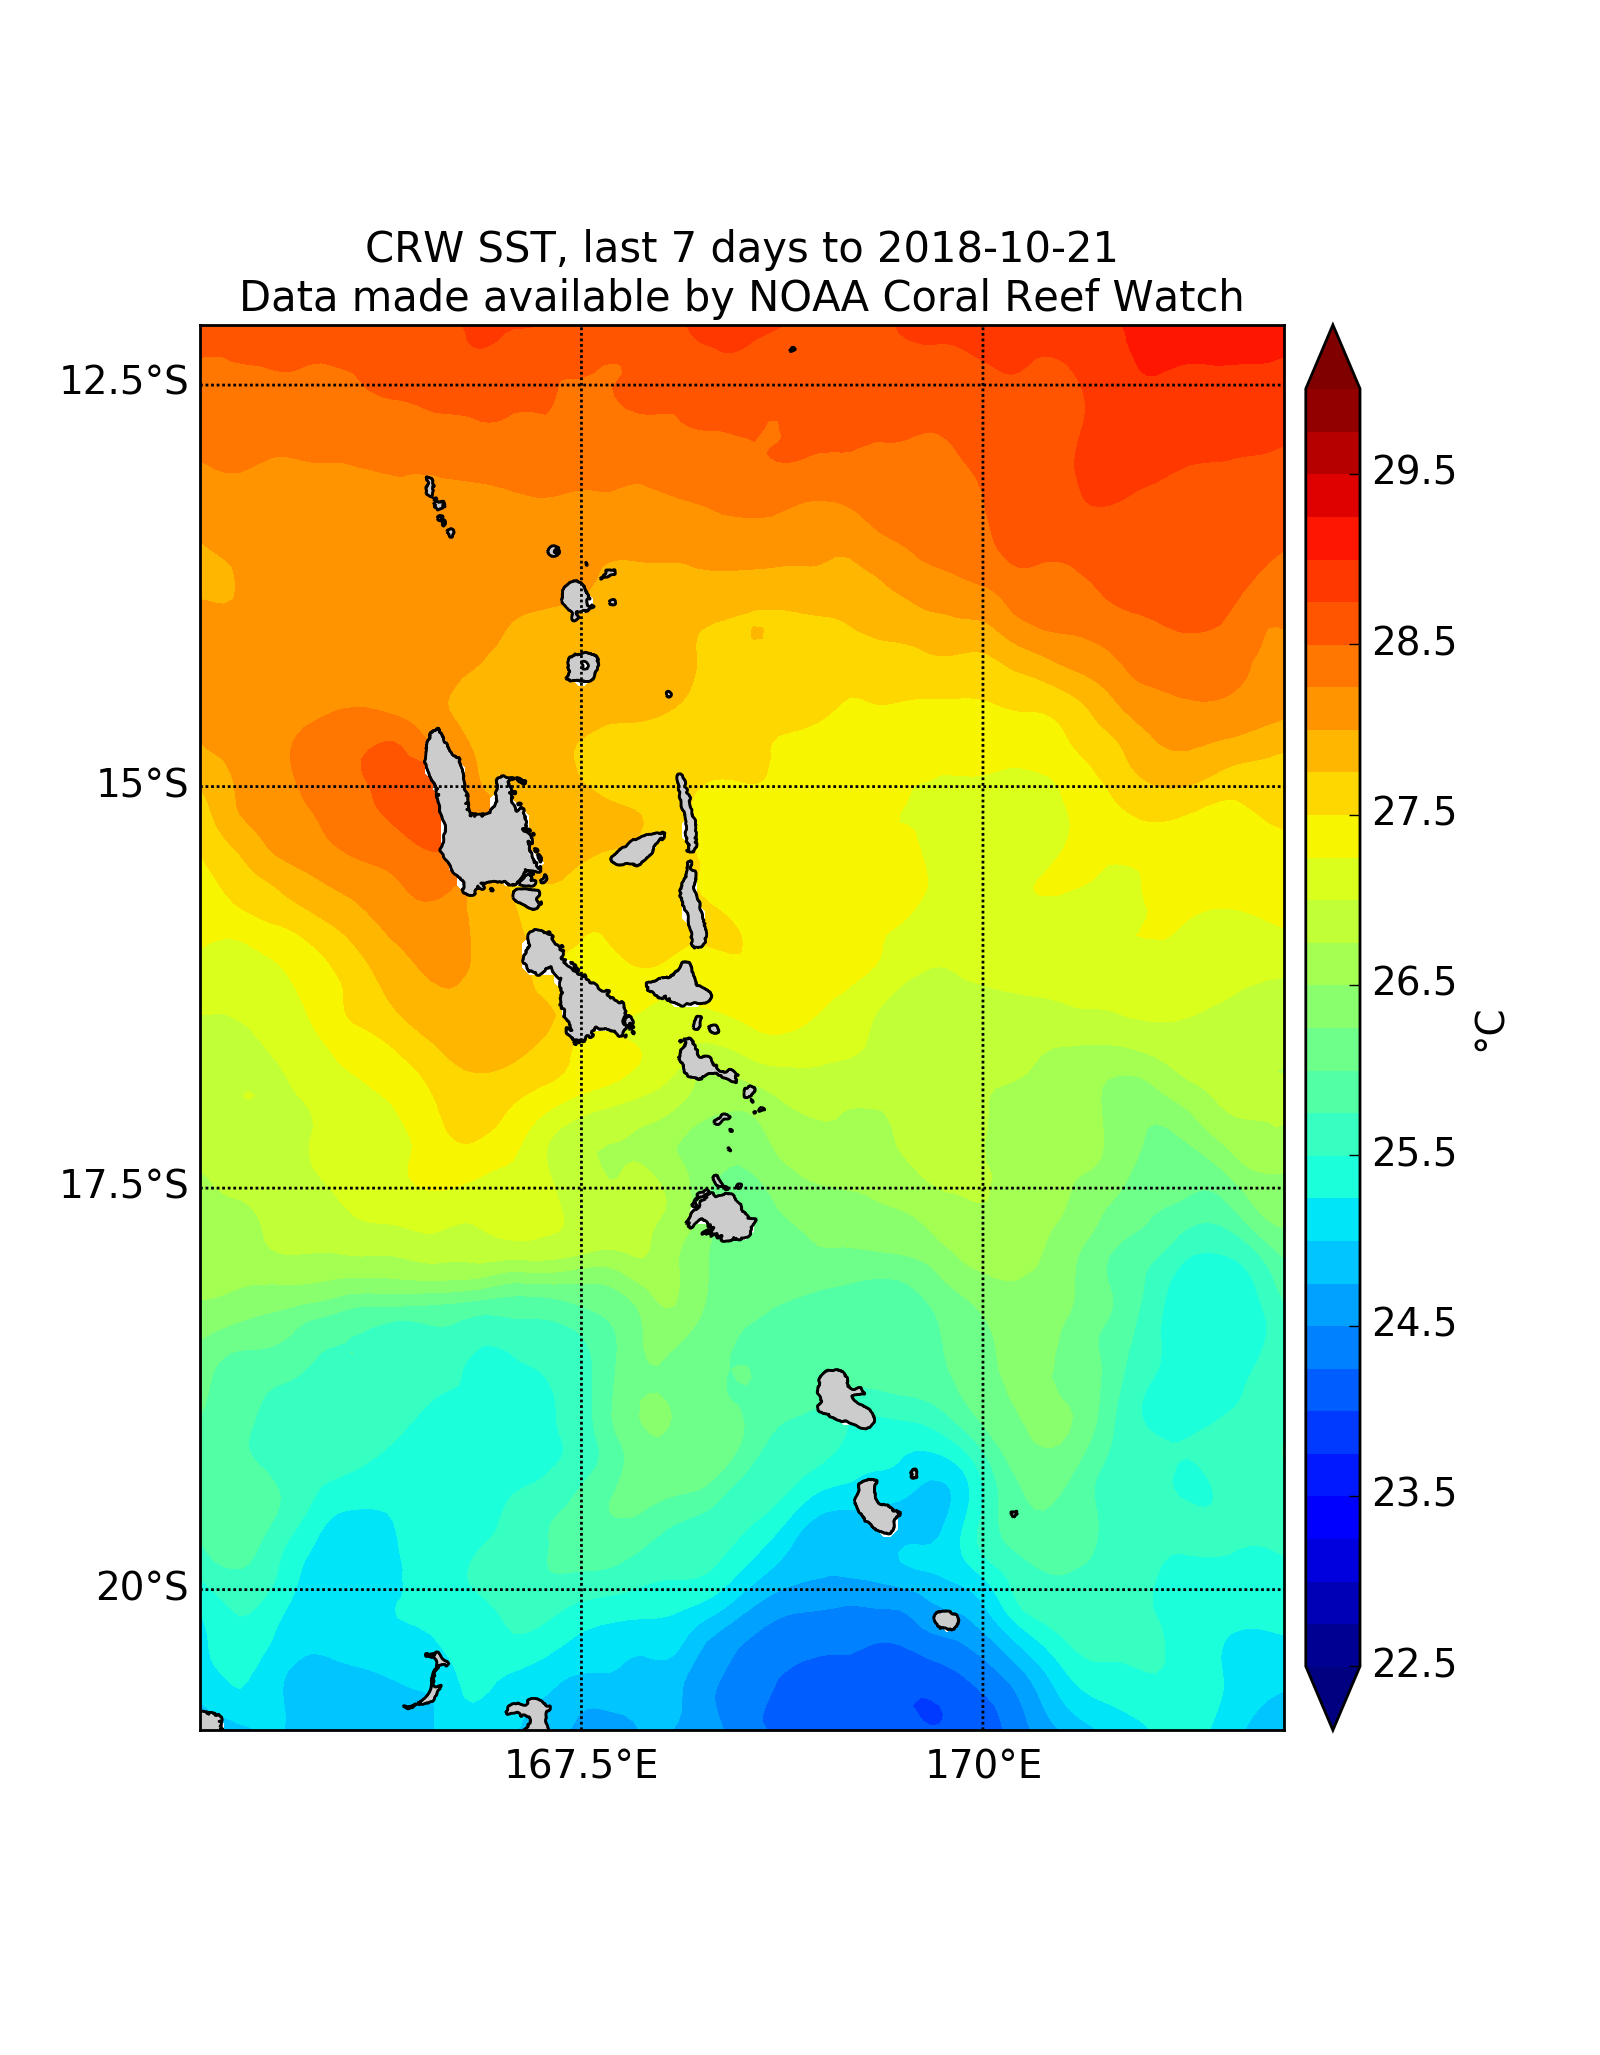 CRW SST, last 7 days to 2018-10-21
Data made available by NOAA Coral Reef Watch
12.5°S
15°S
17.5°S
20°S
167.5°E
170°E
29.5
28.5
27.5
26.5
25.5
24.5
23.5
22.5
°C